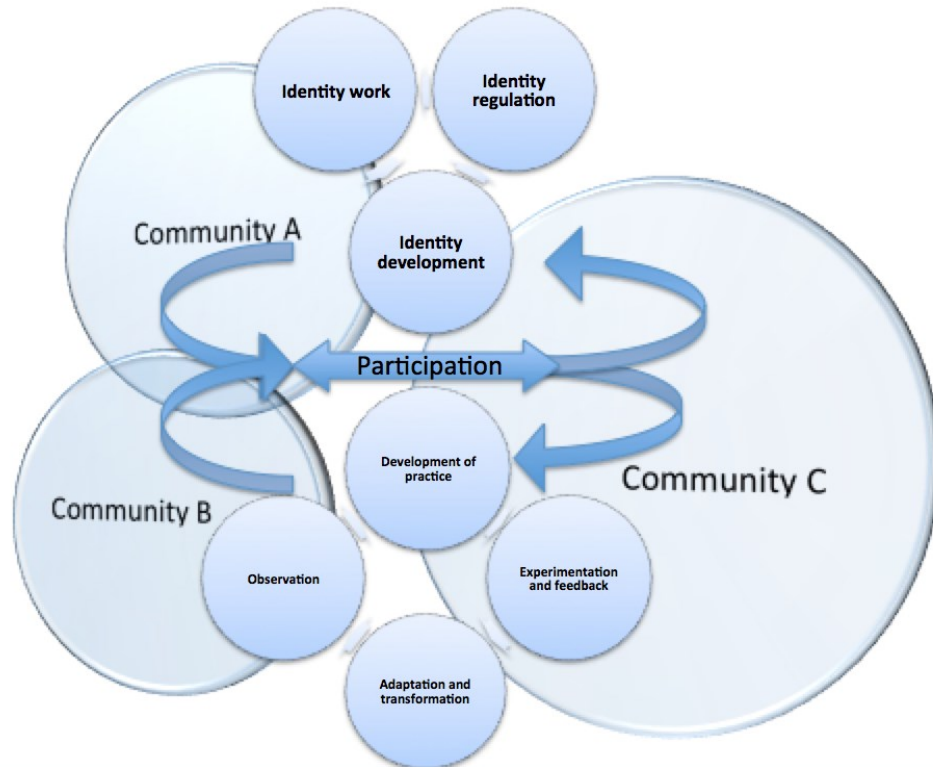 Identity work
Identity
regulation
Community A
Identity
development
Participation
Development of
practice
Community C
Community B
Observation
Experimentation
and feedback
Adaptation and
transformation